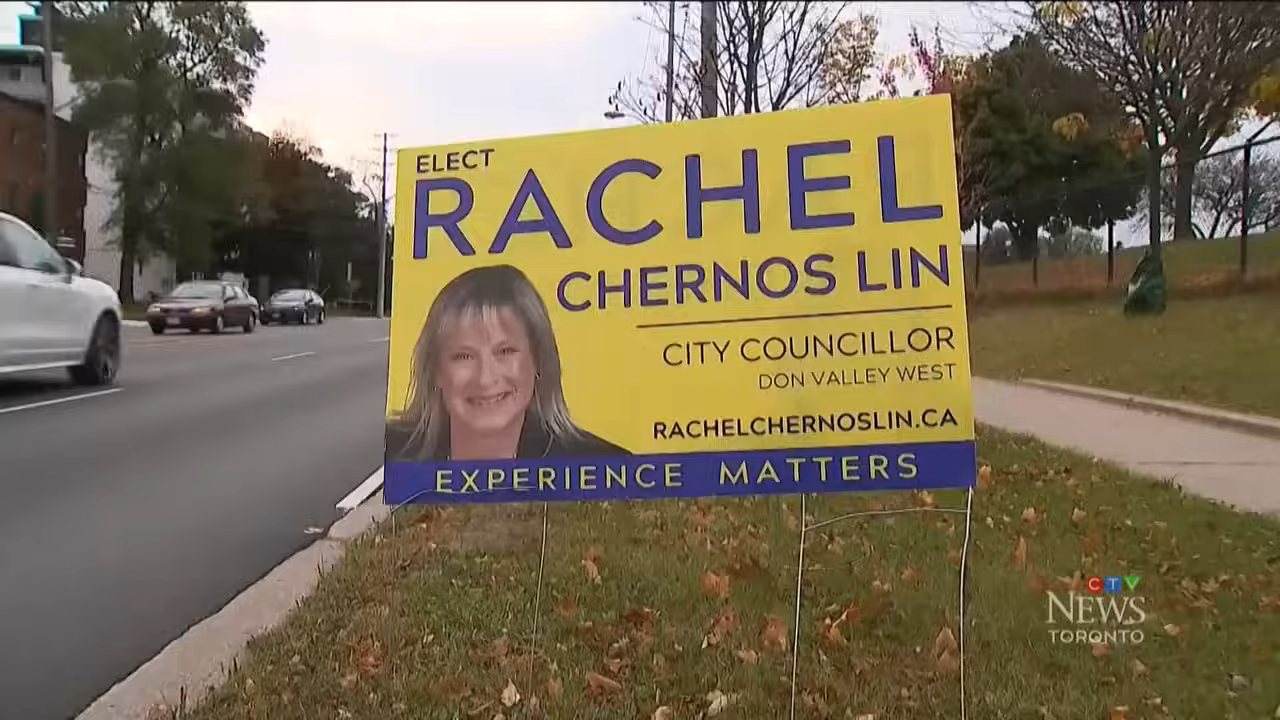 ELECT
RACHEL
CHERNOS LIN
CITY COUNCILLOR
DON VALLEY WEST
RACHELCHERNOSLIN.CA
EXPERIENCE MATTERS
CTV
NEWS
TORONTO